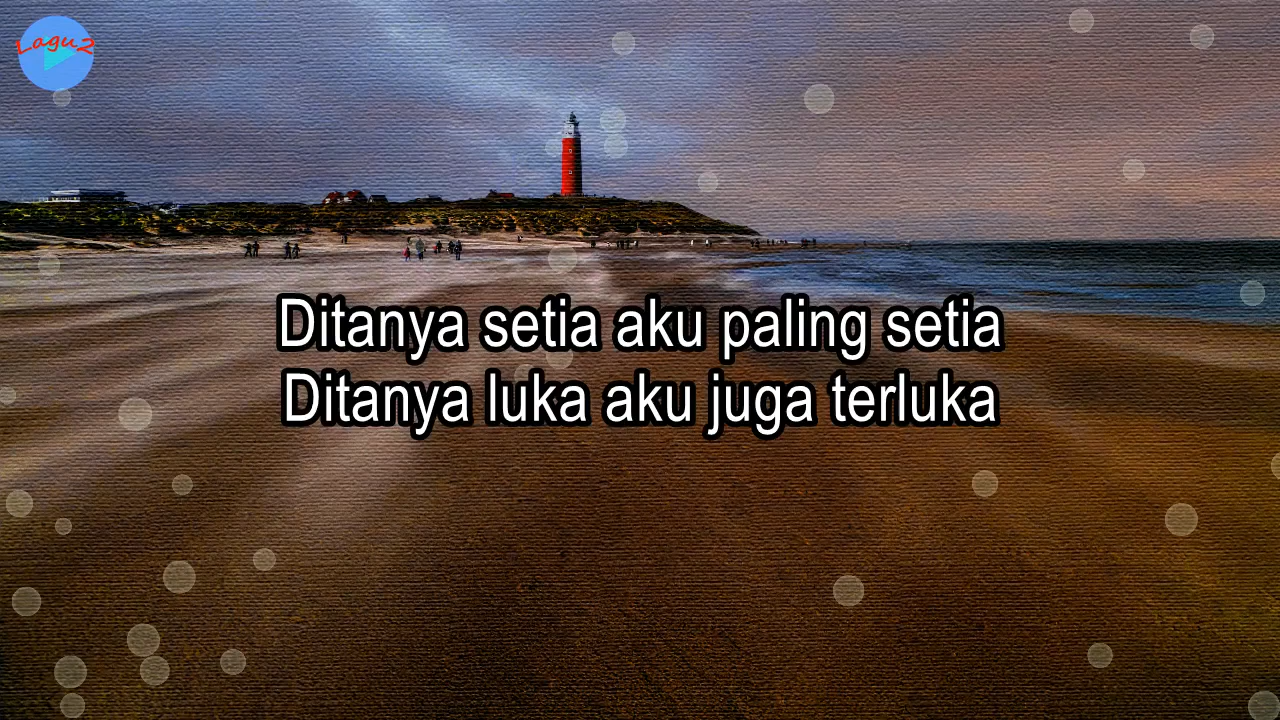 Lagu2
Ditanya setia aku paling setia
Ditanya luka aku juga terluka